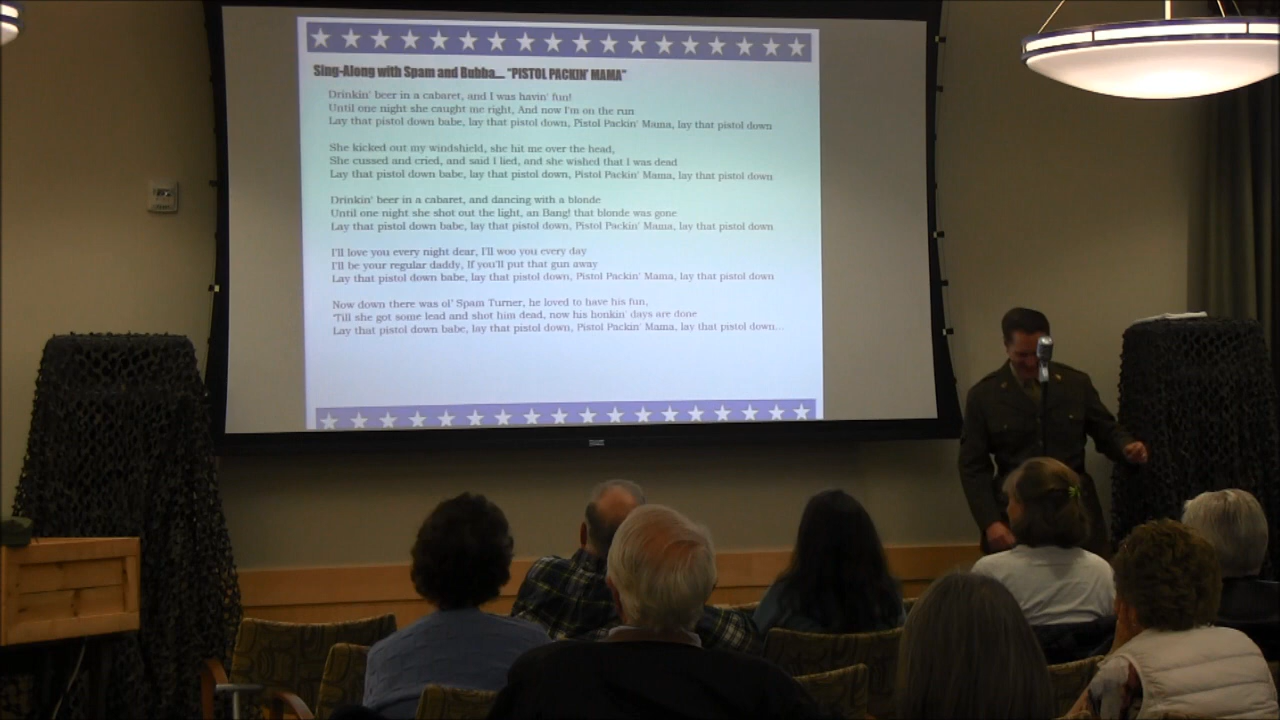 Sing-Along with Spam and Bubba.... "PISTOL PACKIN' MAMA"
Drinkin' beer in a cabaret, and I was havin' fun!
Until one night she caught me right, And now I'm on the run
Lay that pistol down babe, lay that pistol down, Pistol Packin' Mama, lay that pistol down
She kicked out my windshield, she hit me over the head,
She cussed and cried, and said I lied, and she wished that I was dead
Lay that pistol down babe, lay that pistol down, Pistol Packin' Mama, lay that pistol down
Drinkin' beer in a cabaret, and dancing with a blonde
Until one night she shot out the light, an Bang! that blonde was gone
Lay that pistol down babe, lay that pistol down, Pistol Packin' Mama, lay that pistol down
I'll love you every night dear, I'll woo you every day
I'll be your regular daddy, If you'll put that gun away
Lay that pistol down babe, lay that pistol down, Pistol Packin' Mama, lay that pistol down
Now down there was ol' Spam Turner, he loved to have his fun,
'Till she got some lead and shot him dead, now his honkin' days are done
Lay that pistol down babe, lay that pistol down, Pistol Packin' Mama, lay that pistol down...